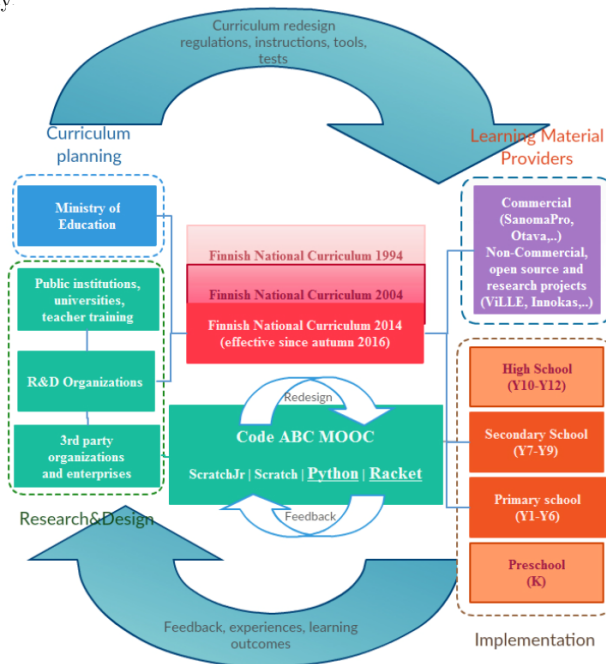 y.
Curriculum redesign
regulations, instructions, tools,
tests
Curriculum
planning
Learning Material
Providers
Ministry of
Education
Commercial
(SanomaPro,
Otava,..)
Non-Commercial,
open source and
research projects
(ViLLE, Innokas,..)
Finnish National Curriculum 1994
Finnish National Curriculum 2004
Finnish National Curriculum 2014
(effective since autumn 2016)
Public institutions,
universities,
teacher training
R&D Organizations
3rd party
organizations
and enterprises
Research&Design
Redesign
Code ABC MOOC
ScratchJr | Scratch | Python | Racket
Feedback
High School
(Y10-Y12)
Secondary School
(Y7-Y9)
Primary school
(Y1-Y6)
Preschool
(K)
Implementation
Feedback, experiences, learning
outcomes